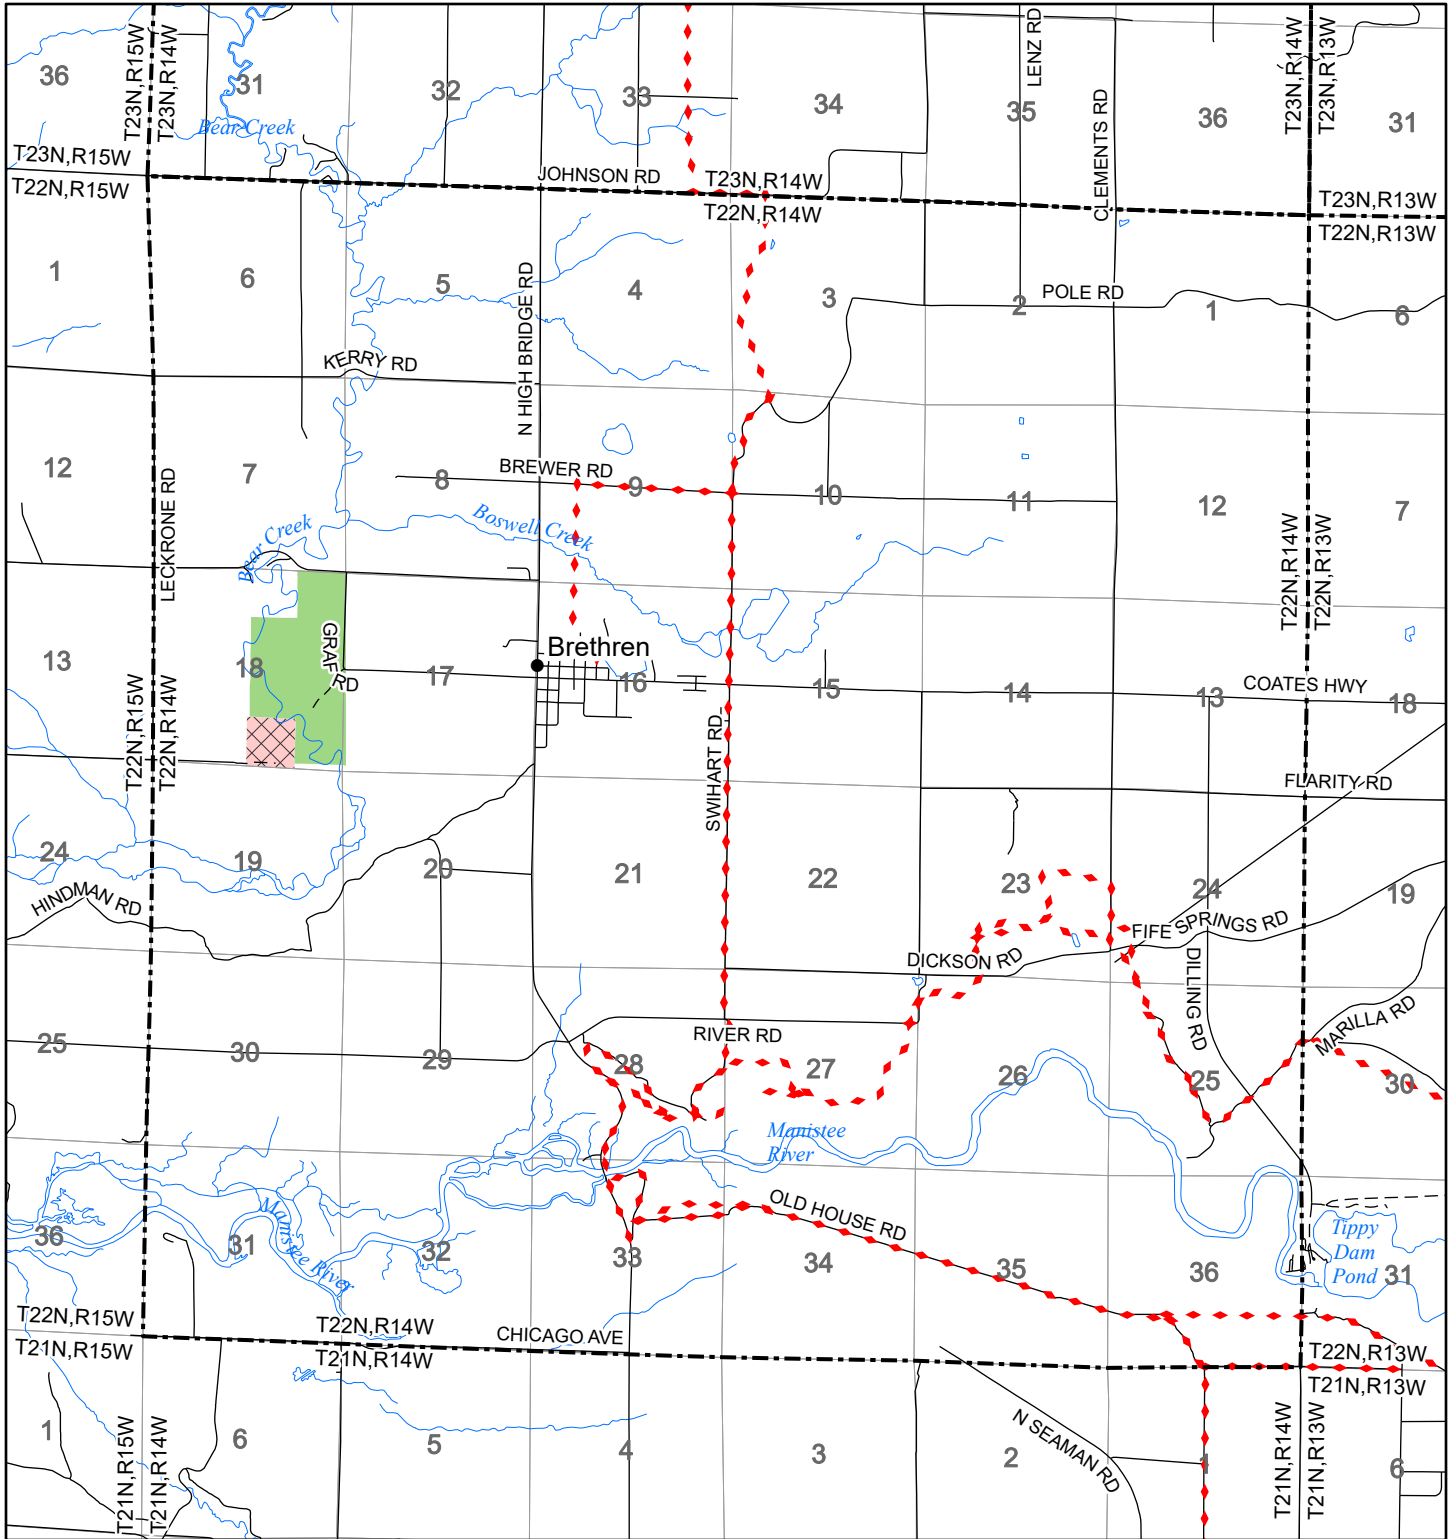 T23N,R15W
T23N,R14W
LENZ RD
T23N,R14W
T23N,R13W
36
31
32
33
34
35
CLEMENTS RD
36
31
Bear Creek
T23N,R15W
T22N,R15W
JOHNSON RD
T23N,R14W
T22N,R14W
T23N,R13W
T22N,R13W
1
6
5
N HIGH BRIDGE RD
4
3
2
POLE RD
1
6
KERRY RD
12
LECKRONE RD
7
8
BREWER RD
9
10
11
12
7
Bear Creek
Boswell Creek
T22N,R14W
T22N,R13W
13
18
GRAF RD
17
Brethren
16
15
14
13
COATES HWY
18
T22N,R15W
T22N,R14W
SWIHART RD
FLARITY RD
24
19
20
21
22
23
24
19
HINDMAN RD
FIFE SPRINGS RD
DICKSON RD
DILLING RD
25
30
29
28
RIVER RD
27
26
25
MARILLA RD
30
Manistee
River
36
31
Manistee River
32
33
OLD HOUSE RD
34
35
36
Tippy
Dam
Pond
31
T22N,R15W
T21N,R15W
T22N,R14W
T21N,R14W
CHICAGO AVE
T22N,R13W
T21N,R13W
1
T21N,R15W
T21N,R14W
6
5
4
3
2
N SEAMAN RD
1
T21N,R14W
T21N,R13W
6